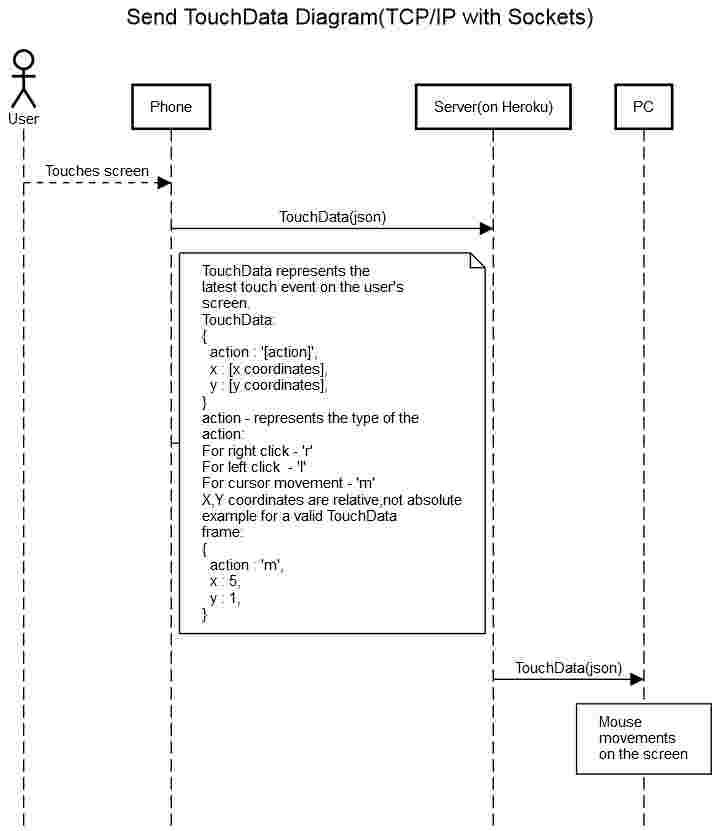 Send TouchData Diagram(TCP/IP with Sockets)
User
Phone
Server(on Heroku)
PC
Touches screen
TouchData(json)
TouchData represents the
latest touch event on the user's
screen.
TouchData:
{
action : '[action]',
x : [x coordinates],
y : [y coordinates],
}
action - represents the type of the
action:
For right click - 'r'
For left click - 'l'
For cursor movement - 'm'
X,Y coordinates are relative,not absolute
example for a valid TouchData
frame:
{
action : 'm',
x : 5,
y : 1,
}
TouchData(json)
Mouse
movements
on the screen